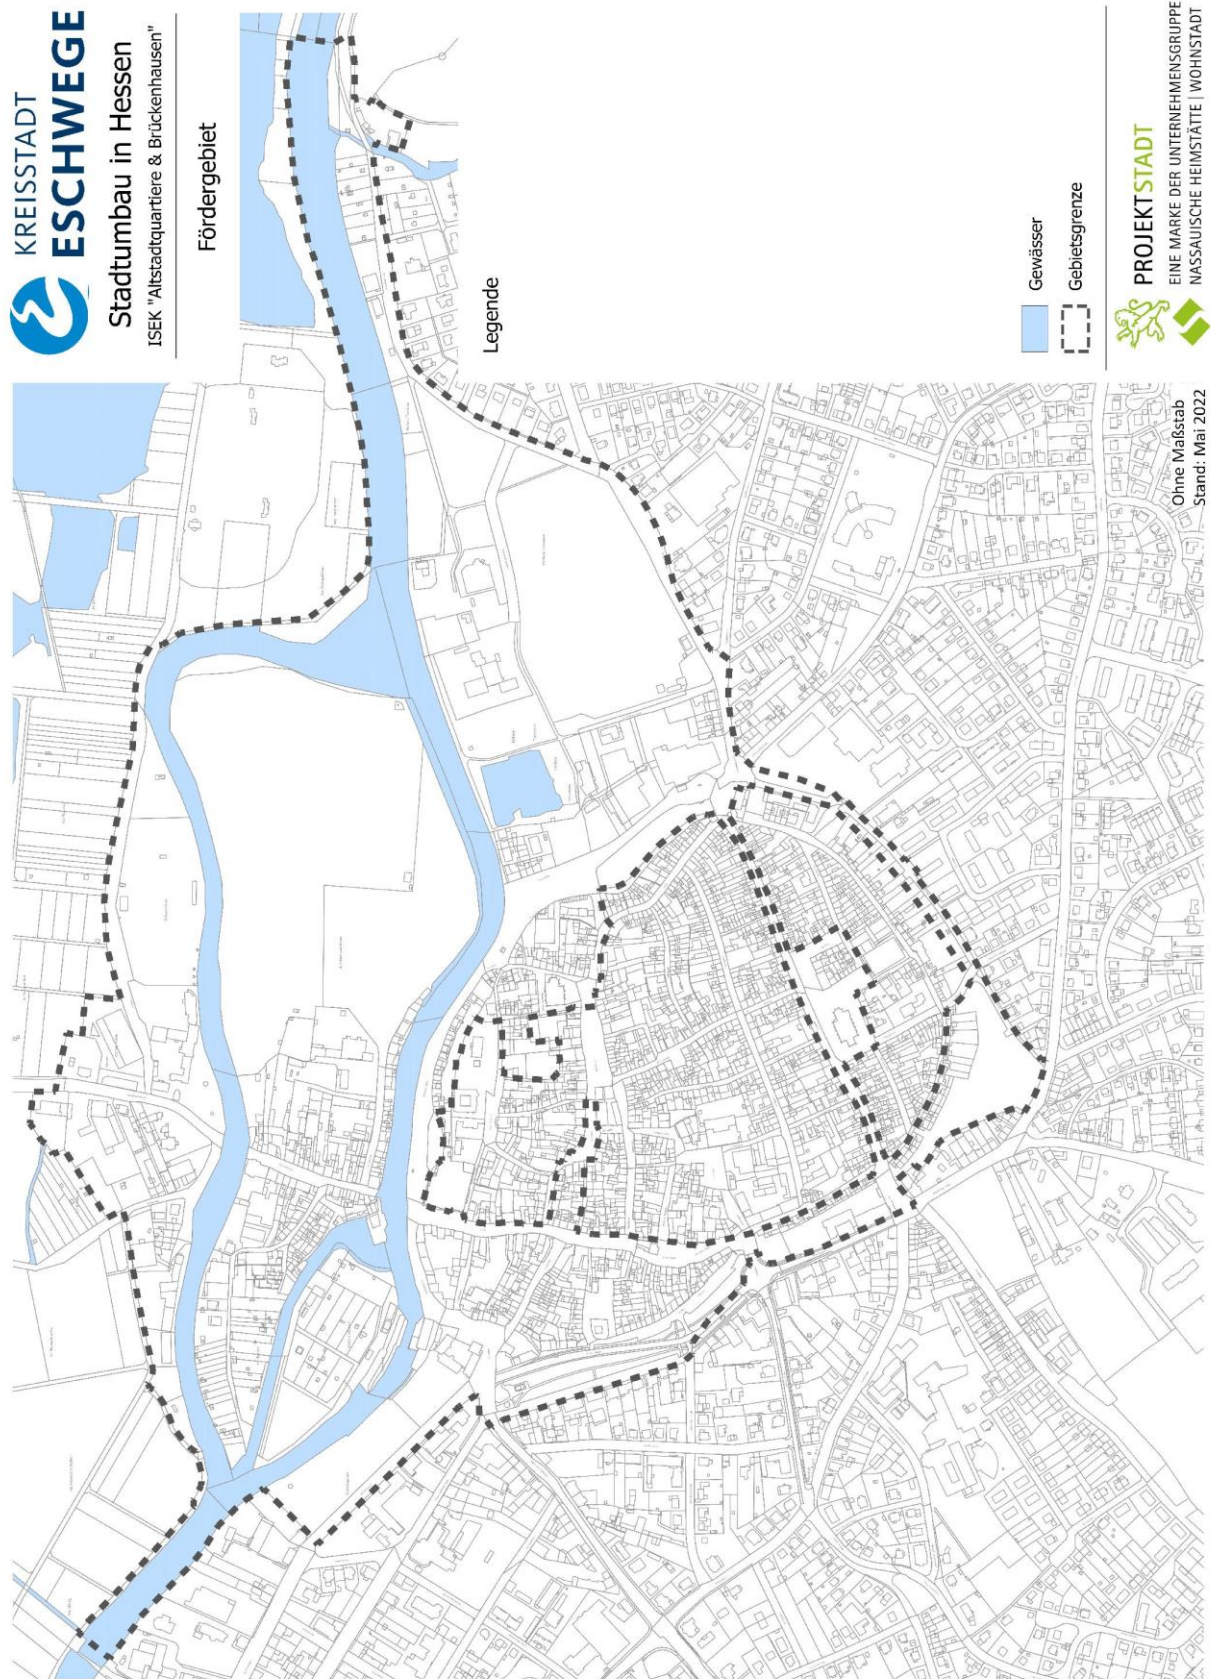 KREISSTADT
ESCHWEGE
Stadtumbau in Hessen
ISEK "Altstadtquartiere & Brückenhausen"
Fördergebiet
Legende
Gewässer
Gebietsgrenze
PROJEKTSTADT
EINE MARKE DER UNTERNEHMENSGRUPPE
NASSAUISCHE HEIMSTÄTTE | WOHNSTADT
Ohne Maßstab
Stand: Mai 2022